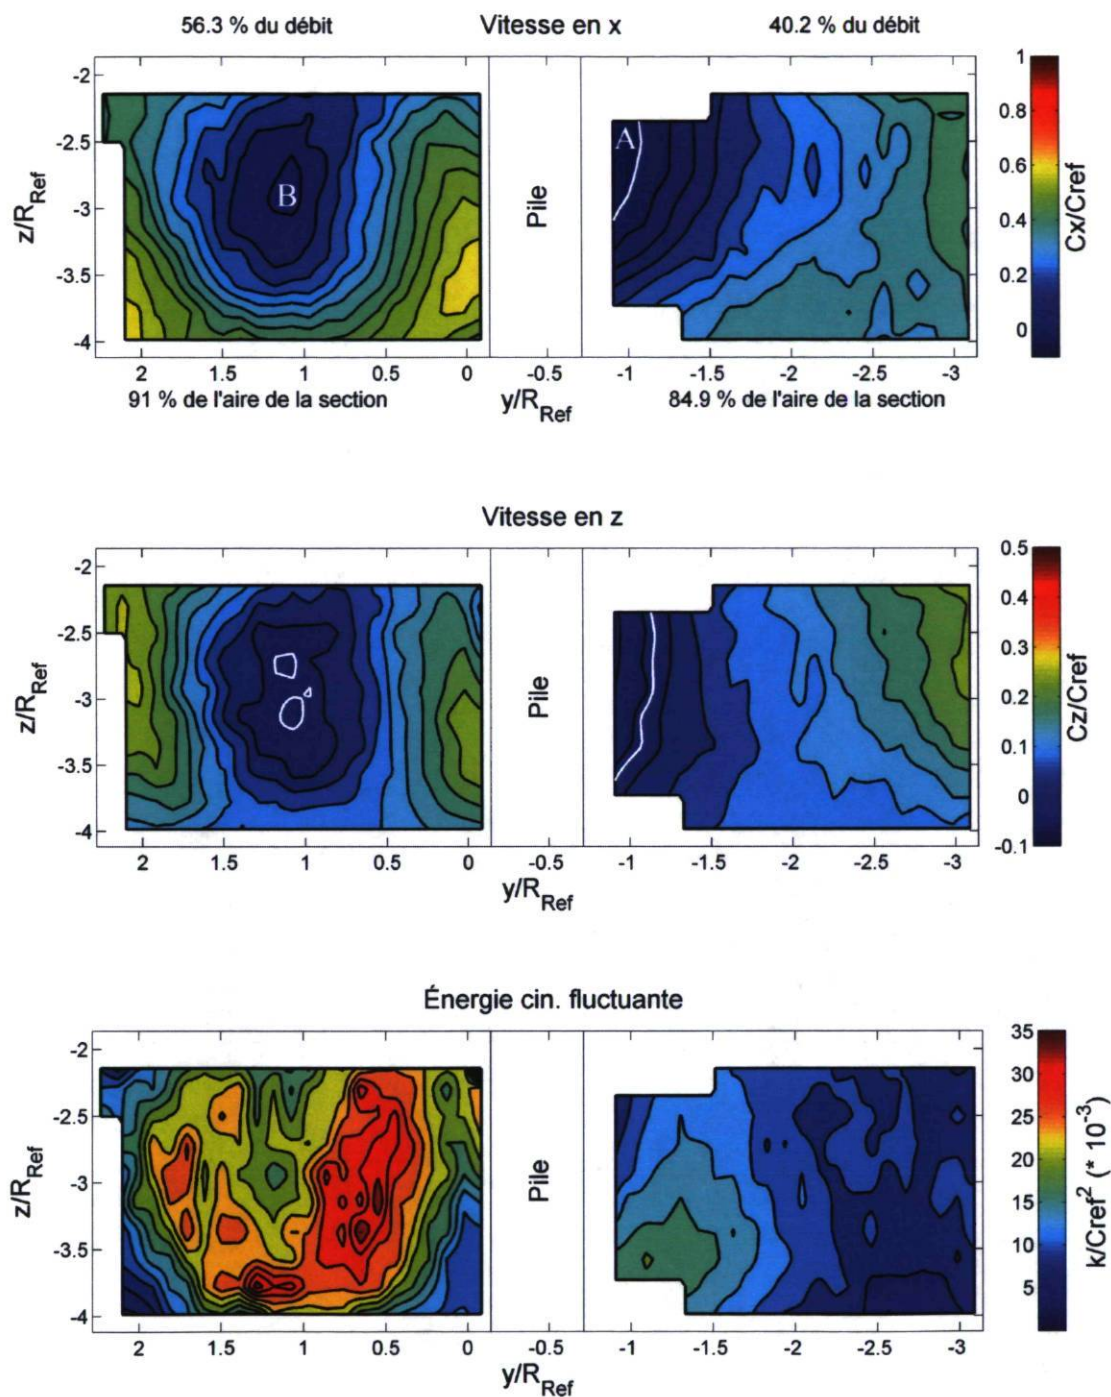 56.3 % du débit Vitesse en x 40.2 % du débit
-2
-2.5
-3
-3.5
-4
z/R_Ref
B
Pile
A
1
0.8
0.6
0.4
0.2
0
Cx/Cref
2 1.5 1 0.5 0 -0.5 -1 -1.5 -2 -2.5 -3
91 % de l'aire de la section y/R_Ref 84.9 % de l'aire de la section
Vitesse en z
-2
-2.5
-3
-3.5
-4
z/R_Ref
Pile
0.5
0.4
0.3
0.2
0.1
0
-0.1
Cz/Cref
2 1.5 1 0.5 0 -0.5 -1 -1.5 -2 -2.5 -3
y/R_Ref
Énergie cin. fluctuante
-2
-2.5
-3
-3.5
-4
z/R_Ref
Pile
35
30
25
20
15
10
5
k/Cref² (* 10⁻³)
2 1.5 1 0.5 0 -0.5 -1 -1.5 -2 -2.5 -3
y/R_Ref